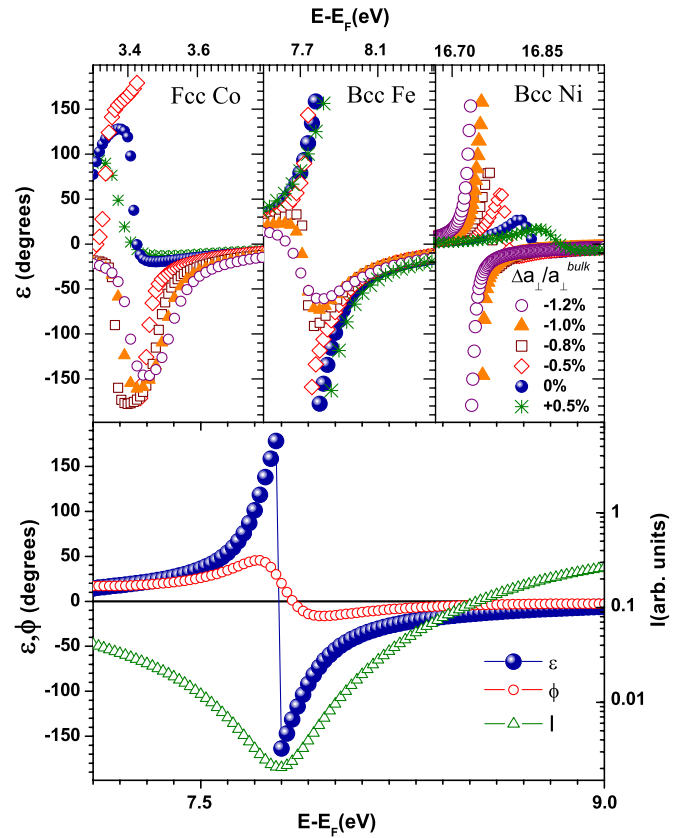 E-E_F(eV)
3.4 3.6 7.7 8.1 16.70 16.85
Fcc Co Bcc Fe Bcc Ni
150
100
50
0
-50
-100
-150
ε (degrees)
Δa⊥/a⊥^bulk
-1.2%
-1.0%
-0.8%
-0.5%
0%
+0.5%
150
100
50
0
-50
-100
-150
ε,ϕ (degrees)
1
0.1
0.01
I(arb. units)
ε
ϕ
I
7.5 9.0
E-E_F(eV)